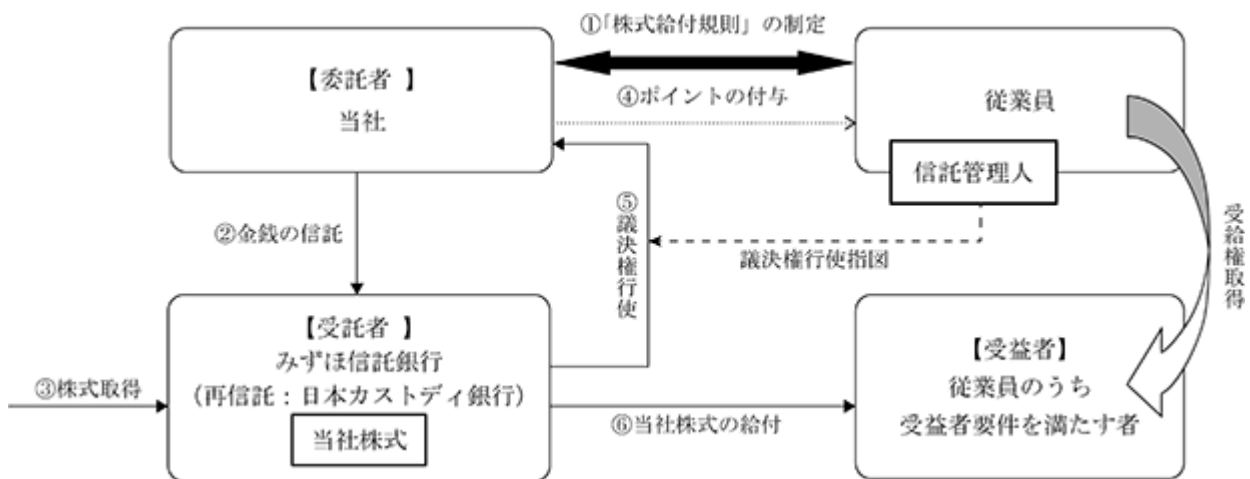 ①「株式給付規則」の制定
【委託者 】
当社
④ポイントの付与
従業員
信託管理人
②金銭の信託
⑤議決権行使
議決権行使指図
受給権取得
③株式取得
【受託者 】
みずほ信託銀行
（再信託：日本カストディ銀行）
当社株式
⑥当社株式の給付
【受益者】
従業員のうち
受益者要件を満たす者